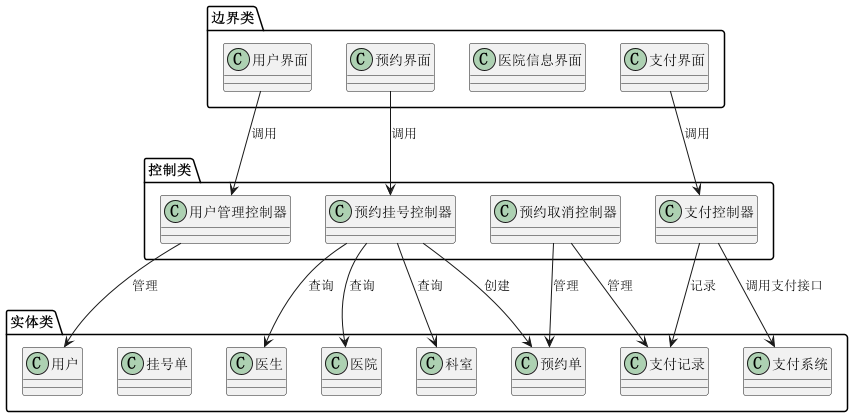 边界类
C 用户界面
C 预约界面
C 医院信息界面
C 支付界面
调用
调用
调用
控制类
C 用户管理控制器
C 预约挂号控制器
C 预约取消控制器
C 支付控制器
管理
查询
查询
查询
创建
管理
管理
记录
调用支付接口
实体类
C 用户
C 挂号单
C 医生
C 医院
C 科室
C 预约单
C 支付记录
C 支付系统